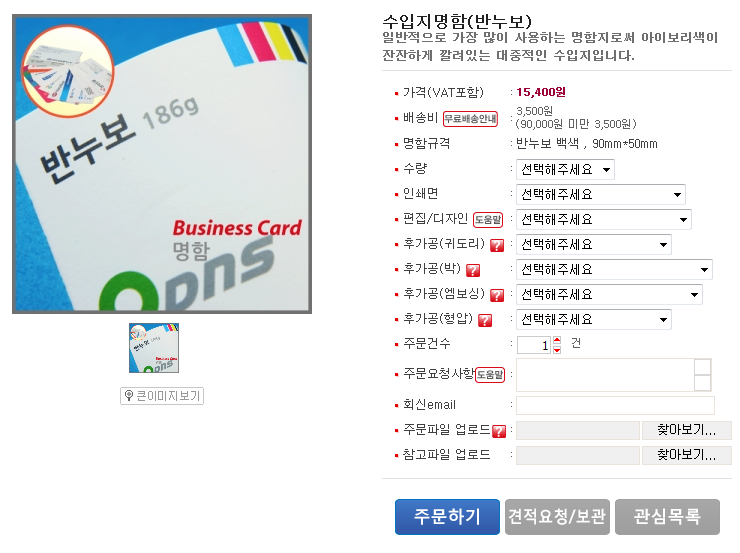 반누보 186g
Business Card
명함
반누보
Business Card
큰이미지보기
수입지명함(반누보)
일반적으로 가장 많이 사용하는 명함지로써 아이보리색이
잔잔하게 깔려있는 대중적인 수입지입니다.
가격(VAT포함) : 15,400원
배송비 무료배송안내 : 3,500원
(90,000원 미만 3,500원)
명함규격 : 반누보 백색 , 90mm*50mm
수량 : 선택해주세요
인쇄면 : 선택해주세요
편집/디자인 도움말 : 선택해주세요
후가공(귀도리) ? : 선택해주세요
후가공(박) ? : 선택해주세요
후가공(엠보싱) ? : 선택해주세요
후가공(형압) ? : 선택해주세요
주문건수 : 1 건
주문요청사항 도움말 :
회신email :
주문파일 업로드 ? : 찾아보기...
참고파일 업로드 : 찾아보기...
주문하기 견적요청/보관 관심목록